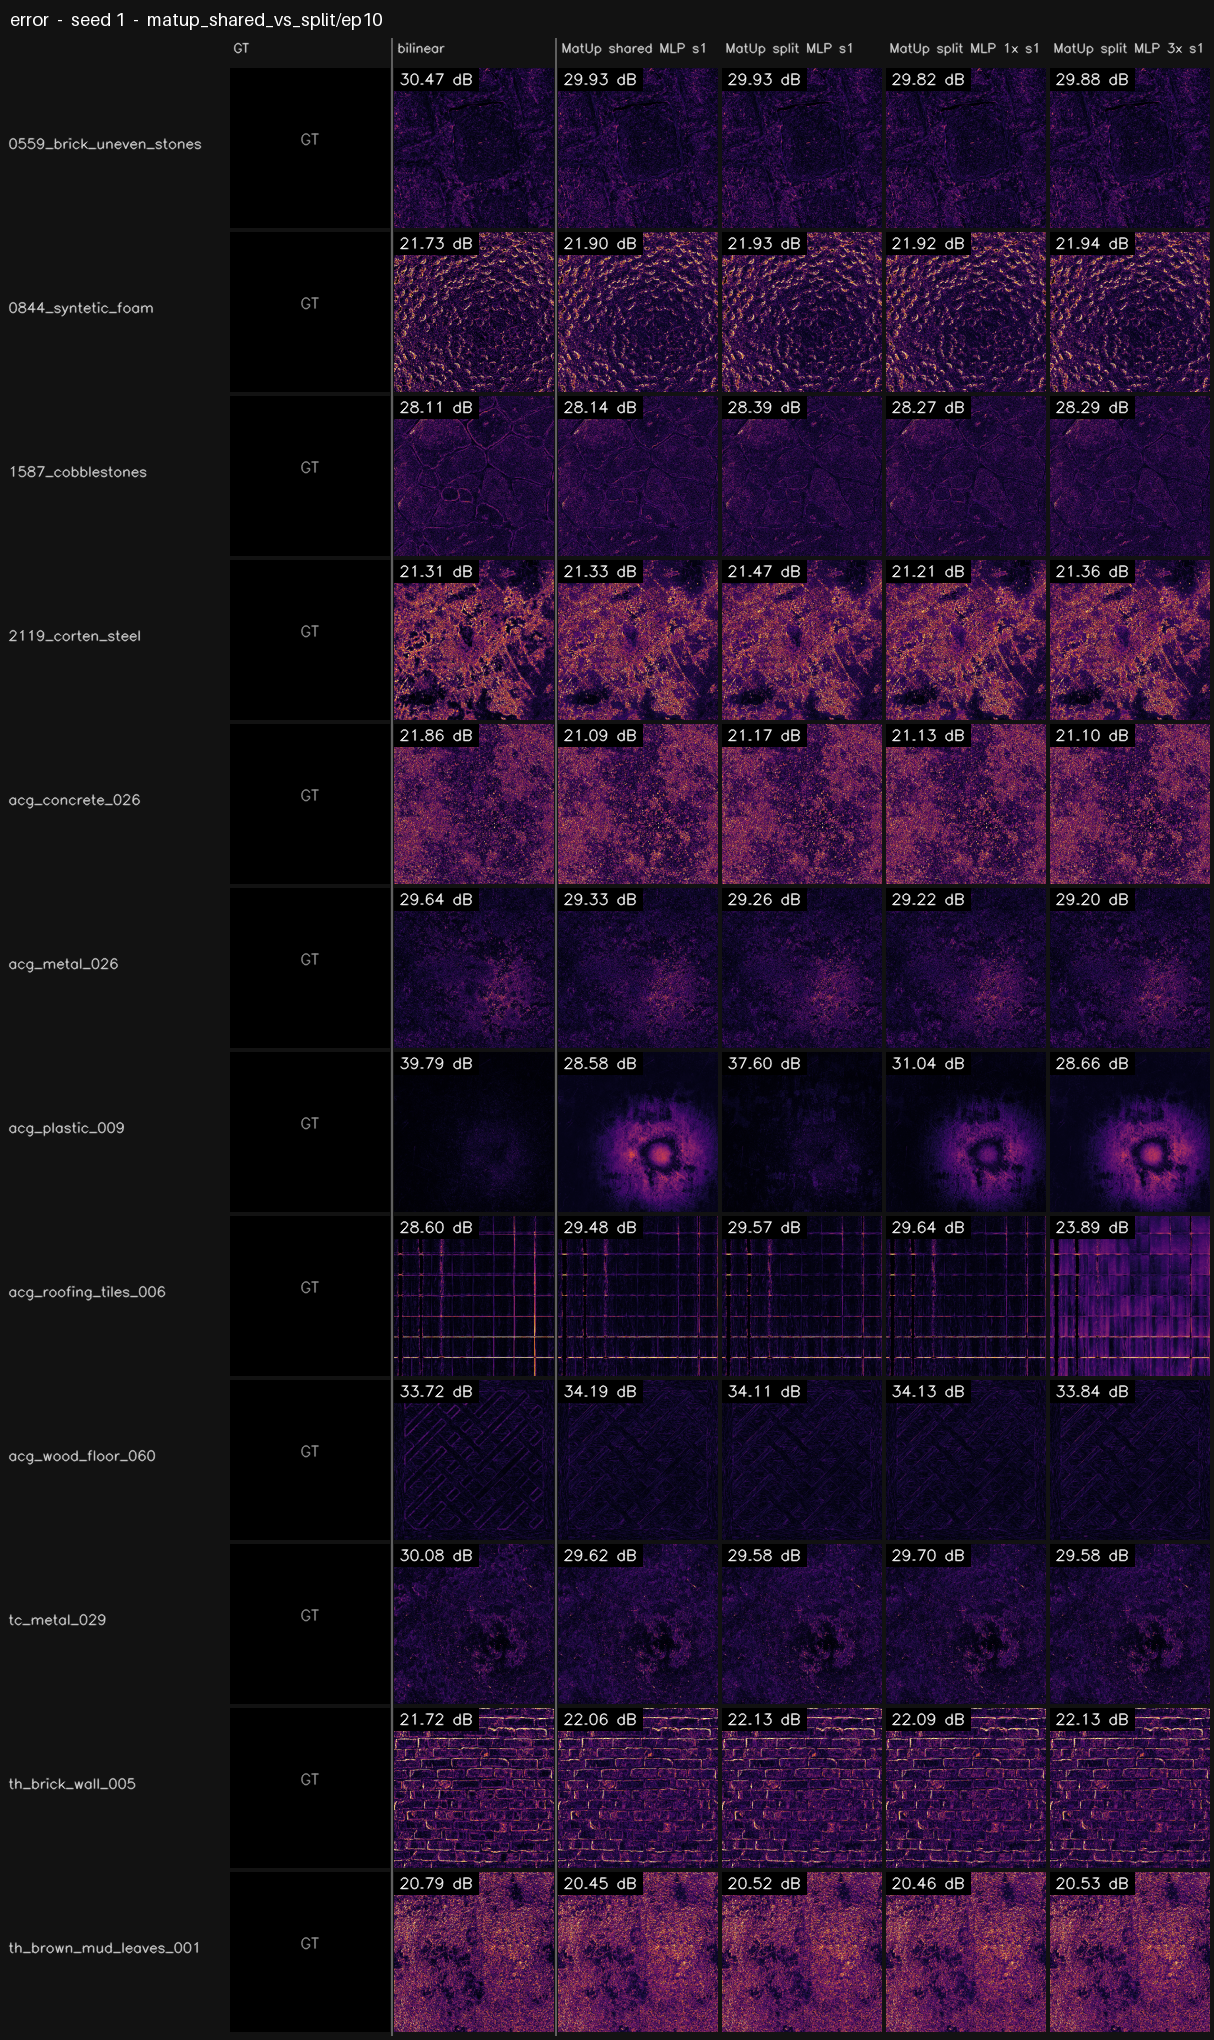 error - seed 1 - matup_shared_vs_split/ep10
GT bilinear MatUp shared MLP s1 MatUp split MLP s1 MatUp split MLP 1x s1 MatUp split MLP 3x s1
30.47 dB 29.93 dB 29.93 dB 29.82 dB 29.88 dB
0559_brick_uneven_stones GT
21.73 dB 21.90 dB 21.93 dB 21.92 dB 21.94 dB
0844_syntetic_foam GT
28.11 dB 28.14 dB 28.39 dB 28.27 dB 28.29 dB
1587_cobblestones GT
21.31 dB 21.33 dB 21.47 dB 21.21 dB 21.36 dB
2119_corten_steel GT
21.86 dB 21.09 dB 21.17 dB 21.13 dB 21.10 dB
acg_concrete_026 GT
29.64 dB 29.33 dB 29.26 dB 29.22 dB 29.20 dB
acg_metal_026 GT
39.79 dB 28.58 dB 37.60 dB 31.04 dB 28.66 dB
acg_plastic_009 GT
28.60 dB 29.48 dB 29.57 dB 29.64 dB 23.89 dB
acg_roofing_tiles_006 GT
33.72 dB 34.19 dB 34.11 dB 34.13 dB 33.84 dB
acg_wood_floor_060 GT
30.08 dB 29.62 dB 29.58 dB 29.70 dB 29.58 dB
tc_metal_029 GT
21.72 dB 22.06 dB 22.13 dB 22.09 dB 22.13 dB
th_brick_wall_005 GT
20.79 dB 20.45 dB 20.52 dB 20.46 dB 20.53 dB
th_brown_mud_leaves_001 GT